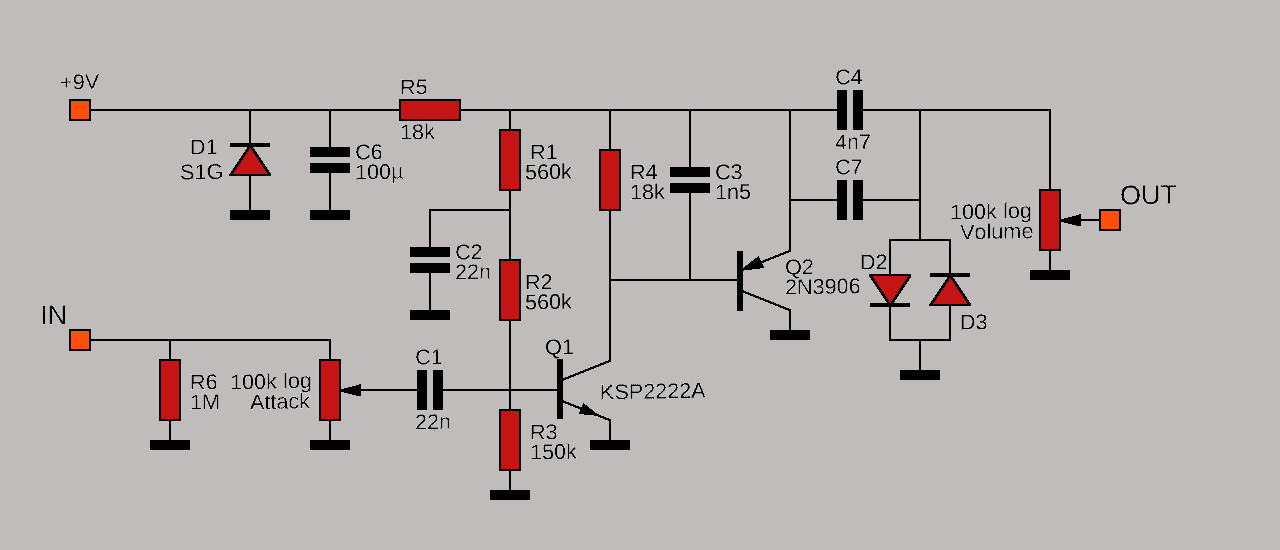 +9V
D1
S1G
C6
100µ
R5
18k
R1
560k
R4
18k
C3
1n5
C4
4n7
C7
100k log
Volume
OUT
C2
22n
R2
560k
Q2
2N3906
D2
D3
IN
R6
1M
100k log
Attack
C1
22n
Q1
KSP2222A
R3
150k